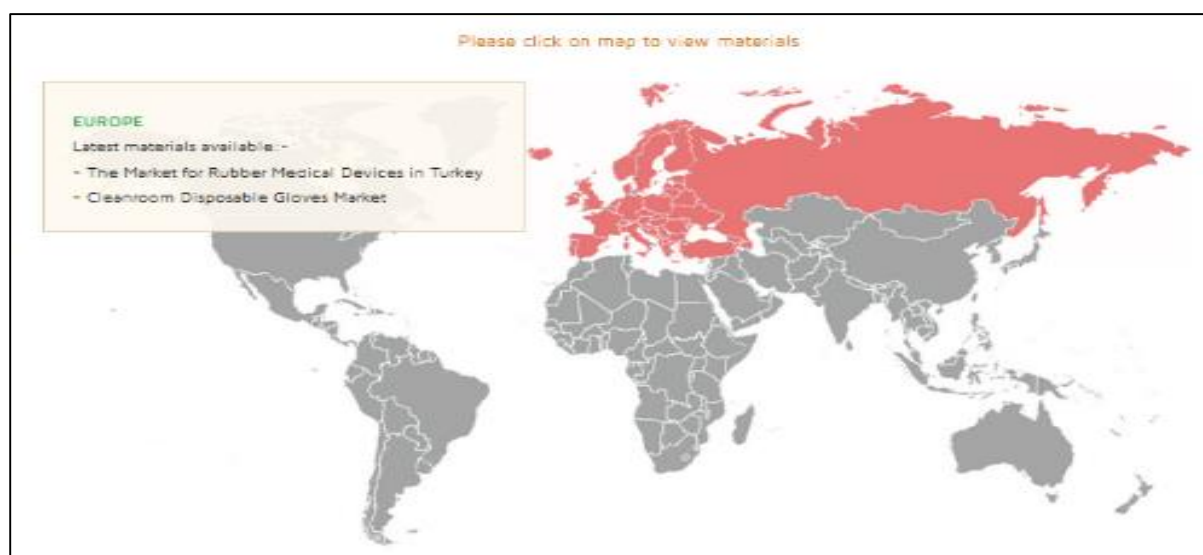 Please click on map to view materials
EUROPE
Latest materials available:-
- The Market for Rubber Medical Devices in Turkey
- Cleanroom Disposable Gloves Market